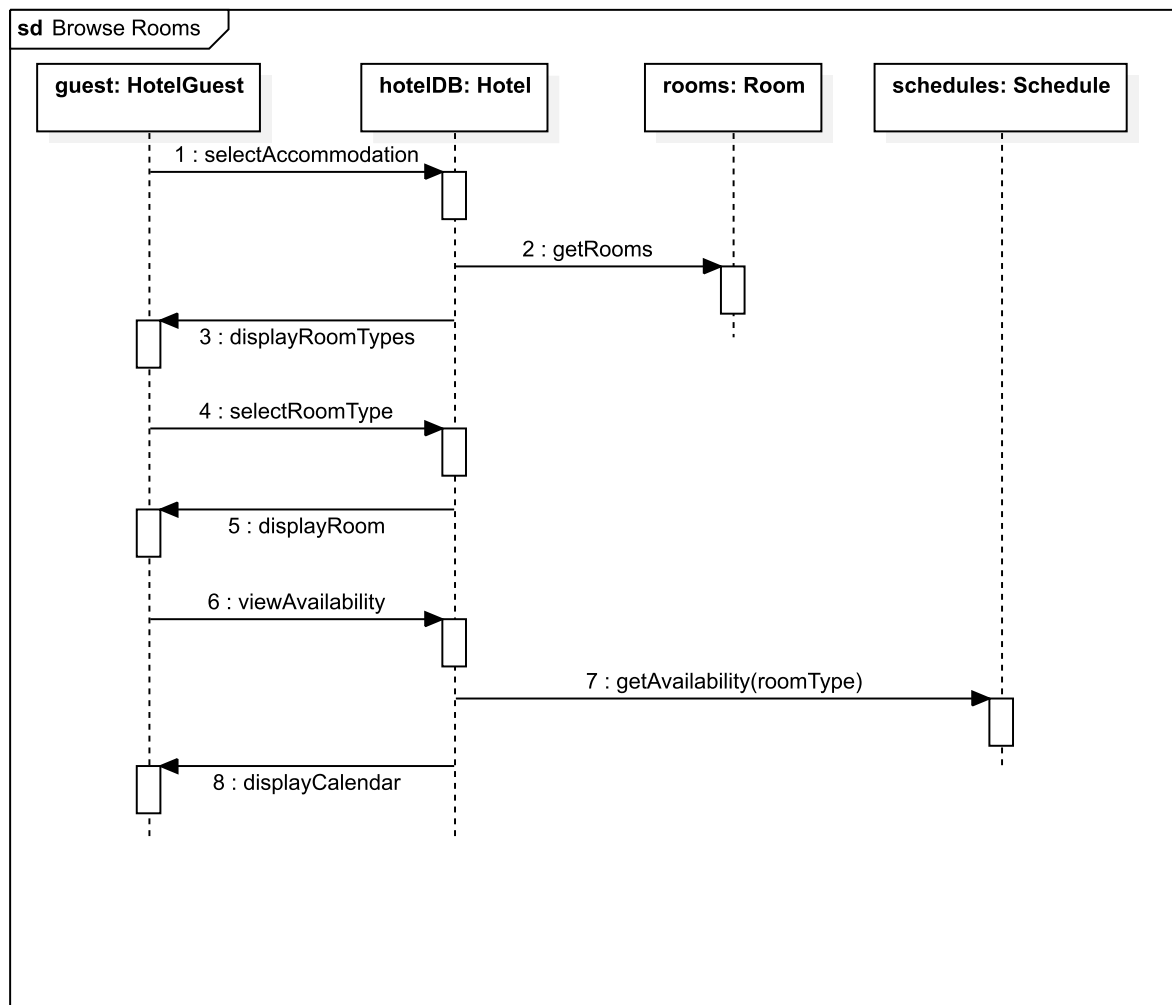 sd Browse Rooms
guest: HotelGuest
hotelDB: Hotel
rooms: Room
schedules: Schedule
1 : selectAccommodation
2 : getRooms
3 : displayRoomTypes
4 : selectRoomType
5 : displayRoom
6 : viewAvailability
7 : getAvailability(roomType)
8 : displayCalendar